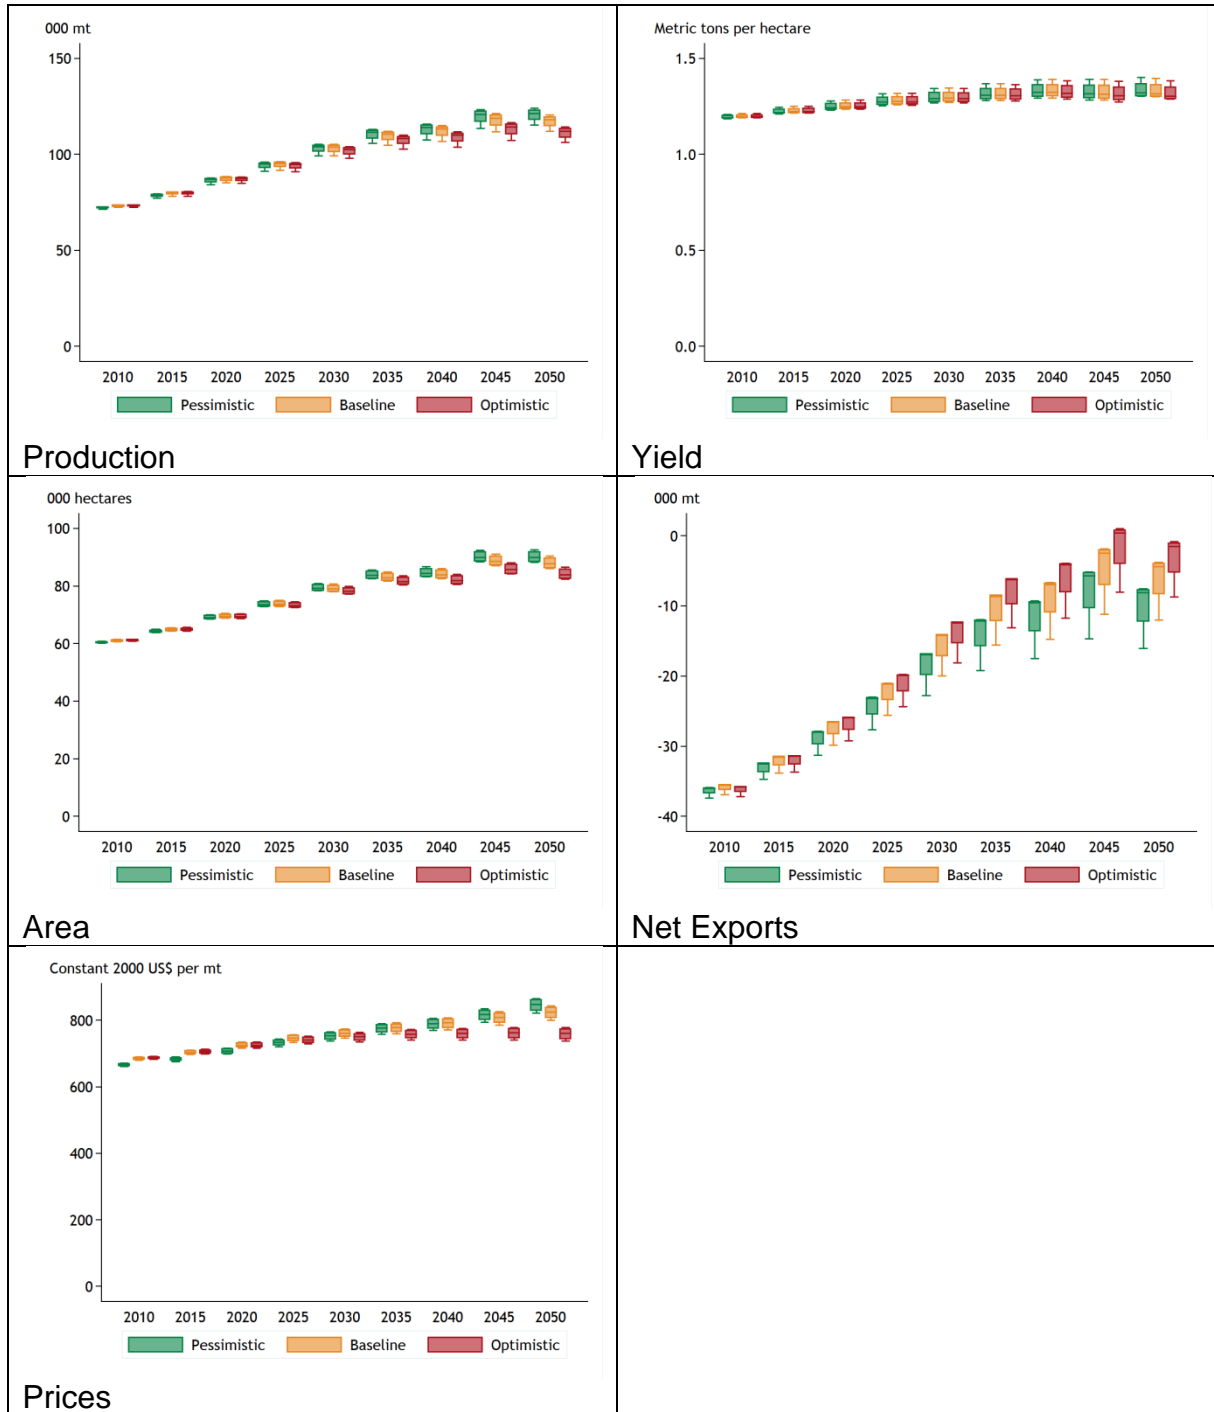 000 mt
150
100
50
0
2010 2015 2020 2025 2030 2035 2040 2045 2050
Pessimistic Baseline Optimistic
Production
Metric tons per hectare
1.5
1.0
0.5
0.0
2010 2015 2020 2025 2030 2035 2040 2045 2050
Pessimistic Baseline Optimistic
Yield
000 hectares
100
80
60
40
20
0
2010 2015 2020 2025 2030 2035 2040 2045 2050
Pessimistic Baseline Optimistic
Area
000 mt
0
-10
-20
-30
-40
2010 2015 2020 2025 2030 2035 2040 2045 2050
Pessimistic Baseline Optimistic
Net Exports
Constant 2000 US$ per mt
800
600
400
200
0
2010 2015 2020 2025 2030 2035 2040 2045 2050
Pessimistic Baseline Optimistic
Prices